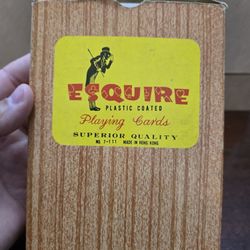 ESQUIRE
PLASTIC COATED
Playing Cards
SUPERIOR QUALITY
MADE IN HONG KONG